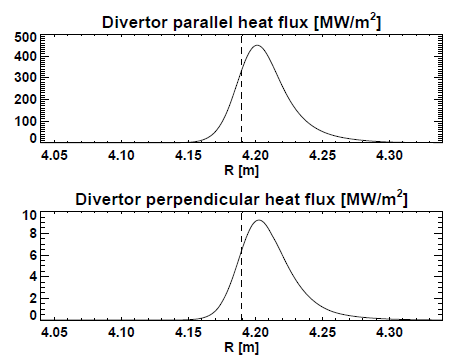 Divertor parallel heat flux [MW/m²]
500
400
300
200
100
0
4.05 4.10 4.15 4.20 4.25 4.30
R [m]
Divertor perpendicular heat flux [MW/m²]
10
8
6
4
2
0
4.05 4.10 4.15 4.20 4.25 4.30
R [m]